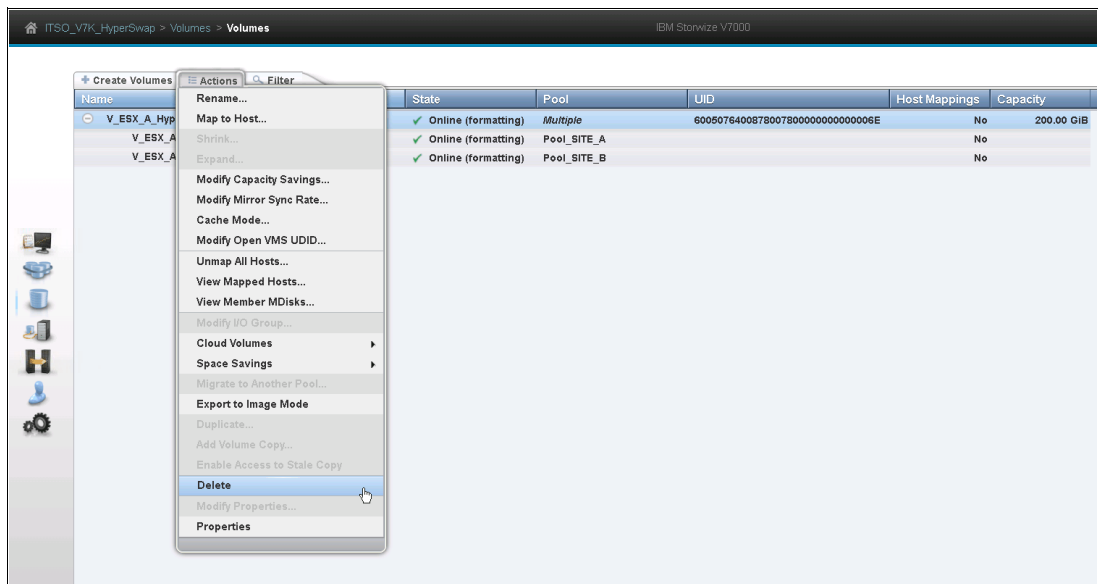 ITSO_V7K_HyperSwap > Volumes > Volumes IBM Storwize V7000
Create Volumes Actions Filter
Name State Pool UID Host Mappings Capacity
V_ESX_A_Hyp Online (formatting) Multiple 6005076400878007800000000000006E No 200.00 GiB
V_ESX_A Online (formatting) Pool_SITE_A No
V_ESX_A Online (formatting) Pool_SITE_B No
Rename...
Map to Host...
Shrink...
Expand...
Modify Capacity Savings...
Modify Mirror Sync Rate...
Cache Mode...
Modify Open VMS UDID...
Unmap All Hosts...
View Mapped Hosts...
View Member MDisks...
Modify I/O Group...
Cloud Volumes
Space Savings
Migrate to Another Pool...
Export to Image Mode
Duplicate...
Add Volume Copy...
Enable Access to Stale Copy
Delete
Modify Properties...
Properties